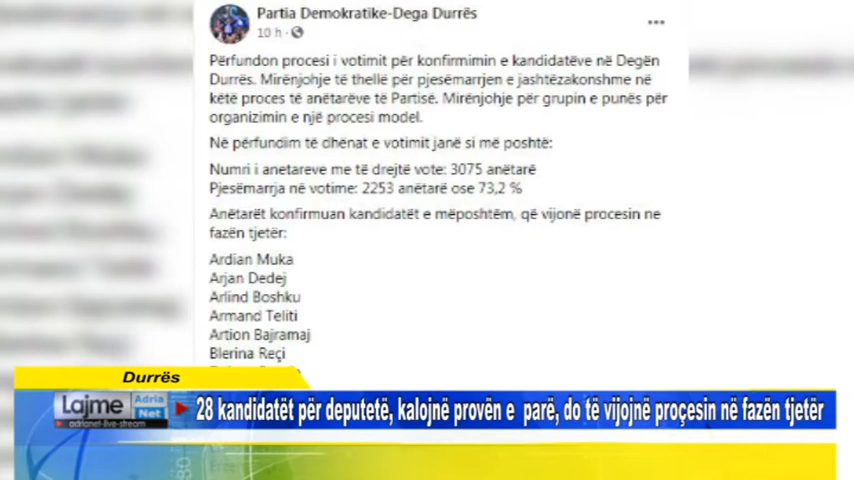 Partia Demokratike-Dega Durrës
10 h ·
Përfundon procesi i votimit për konfirmimin e kandidatëve në Degën
Durrës. Mirënjohje të thellë për pjesëmarrjen e jashtëzakonshme në
këtë proces të anëtarëve të Partisë. Mirënjohje për grupin e punës për
organizimin e një procesi model.
Në përfundim të dhënat e votimit janë si më poshtë:
Numri i anetareve me të drejtë vote: 3075 anëtarë
Pjesëmarrja në votime: 2253 anëtarë ose 73,2 %
Anëtarët konfirmuan kandidatët e mëposhtëm, që vijonë procesin ne
fazën tjetër:
Ardian Muka
Arjan Dedej
Arlind Boshku
Armand Teliti
Artion Bajramaj
Blerina Reçi
Durrës
Lajme Adria Net
adrianet-live-stream
28 kandidatët për deputetë, kalojnë provën e parë, do të vijojnë proçesin në fazën tjetër